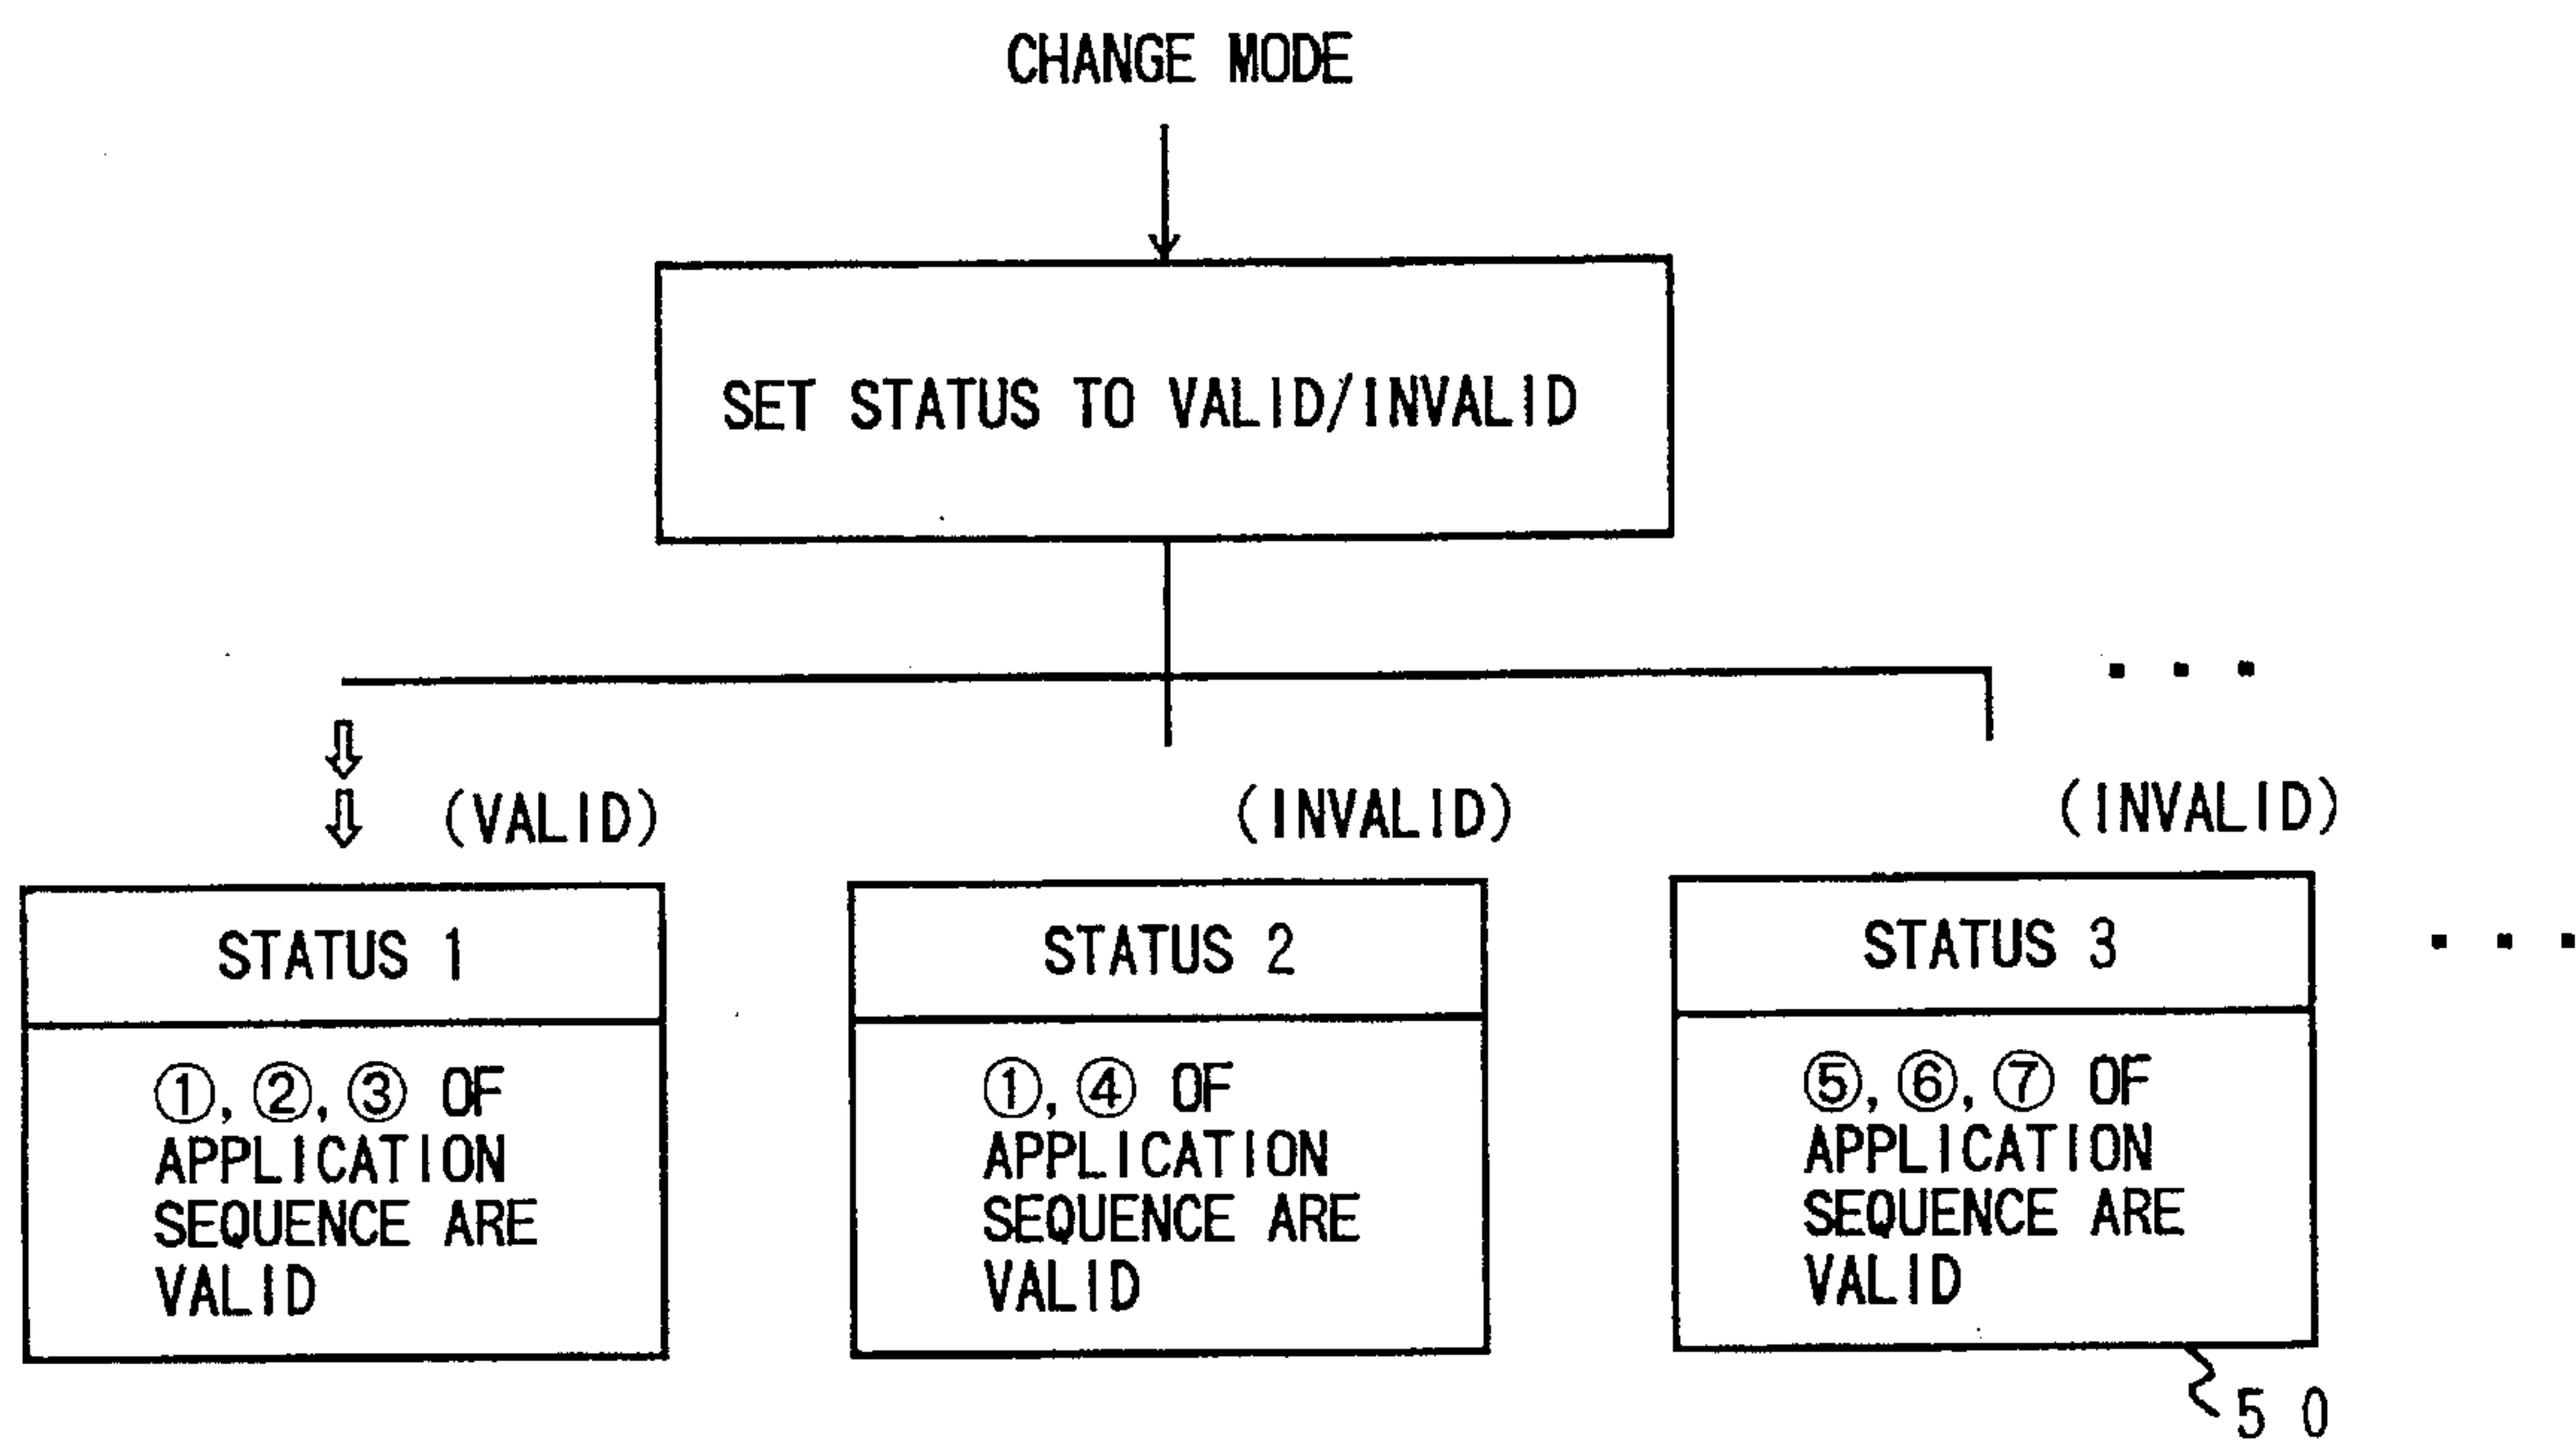 CHANGE MODE
SET STATUS TO VALID/INVALID
(VALID)
(INVALID)
(INVALID)
STATUS 1
①, ②, ③ OF
APPLICATION
SEQUENCE ARE
VALID
STATUS 2
①, ④ OF
APPLICATION
SEQUENCE ARE
VALID
STATUS 3
⑤, ⑥, ⑦ OF
APPLICATION
SEQUENCE ARE
VALID
50